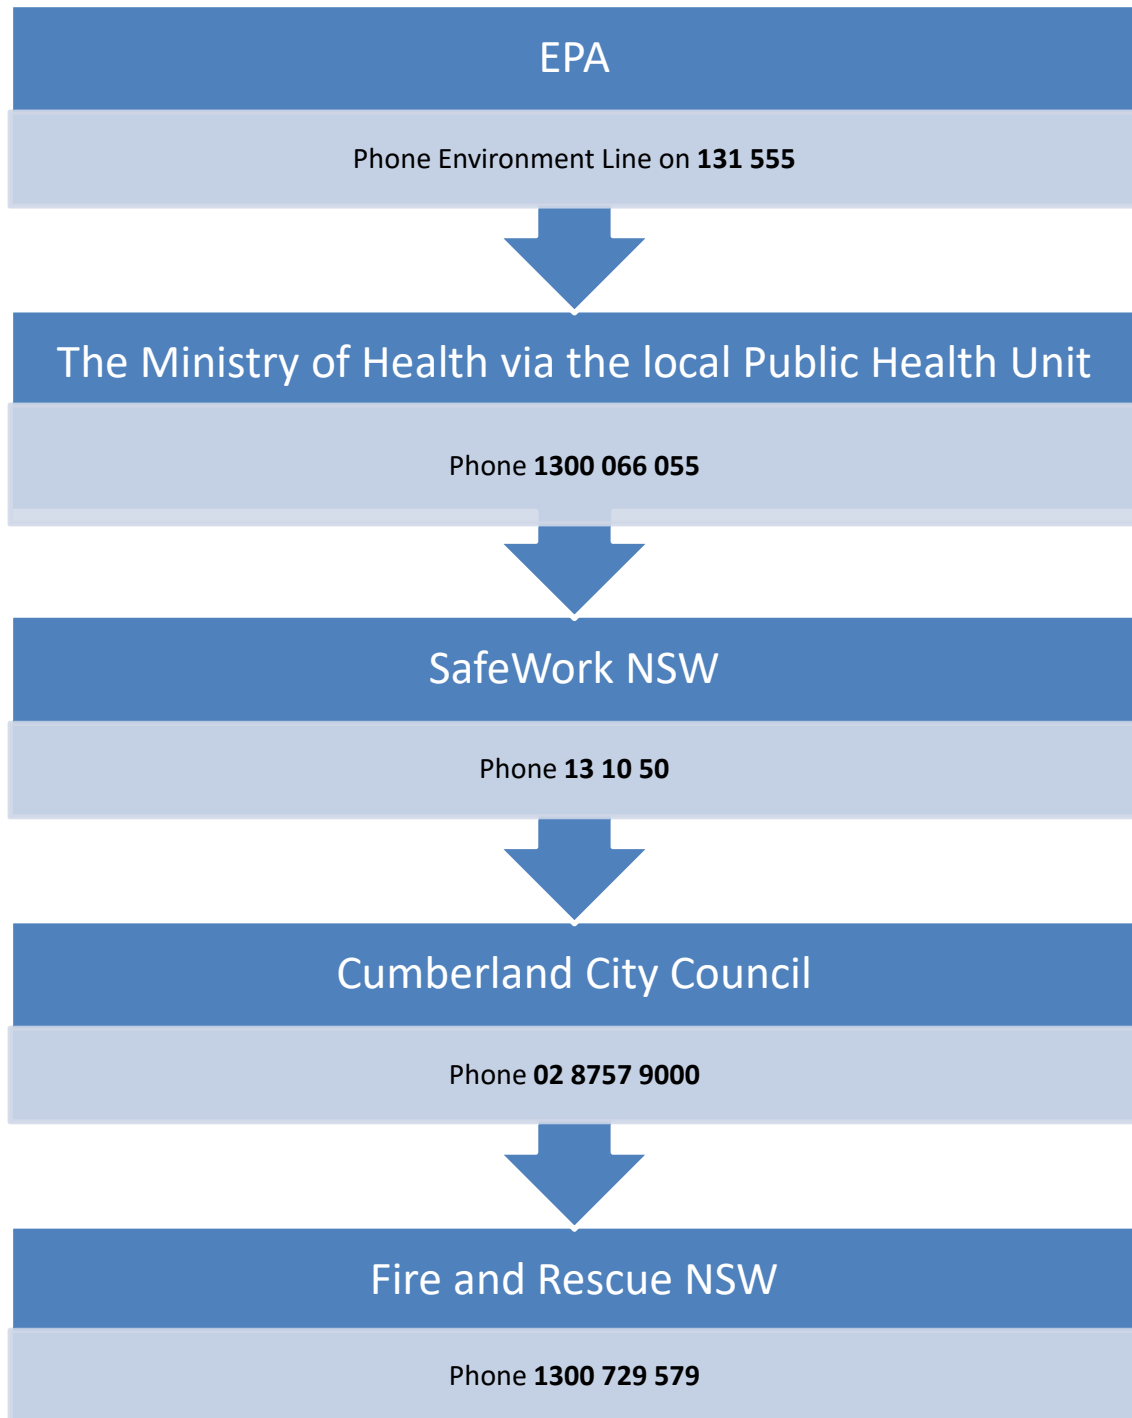 EPA
Phone Environment Line on 131 555
The Ministry of Health via the local Public Health Unit
Phone 1300 066 055
SafeWork NSW
Phone 13 10 50
Cumberland City Council
Phone 02 8757 9000
Fire and Rescue NSW
Phone 1300 729 579